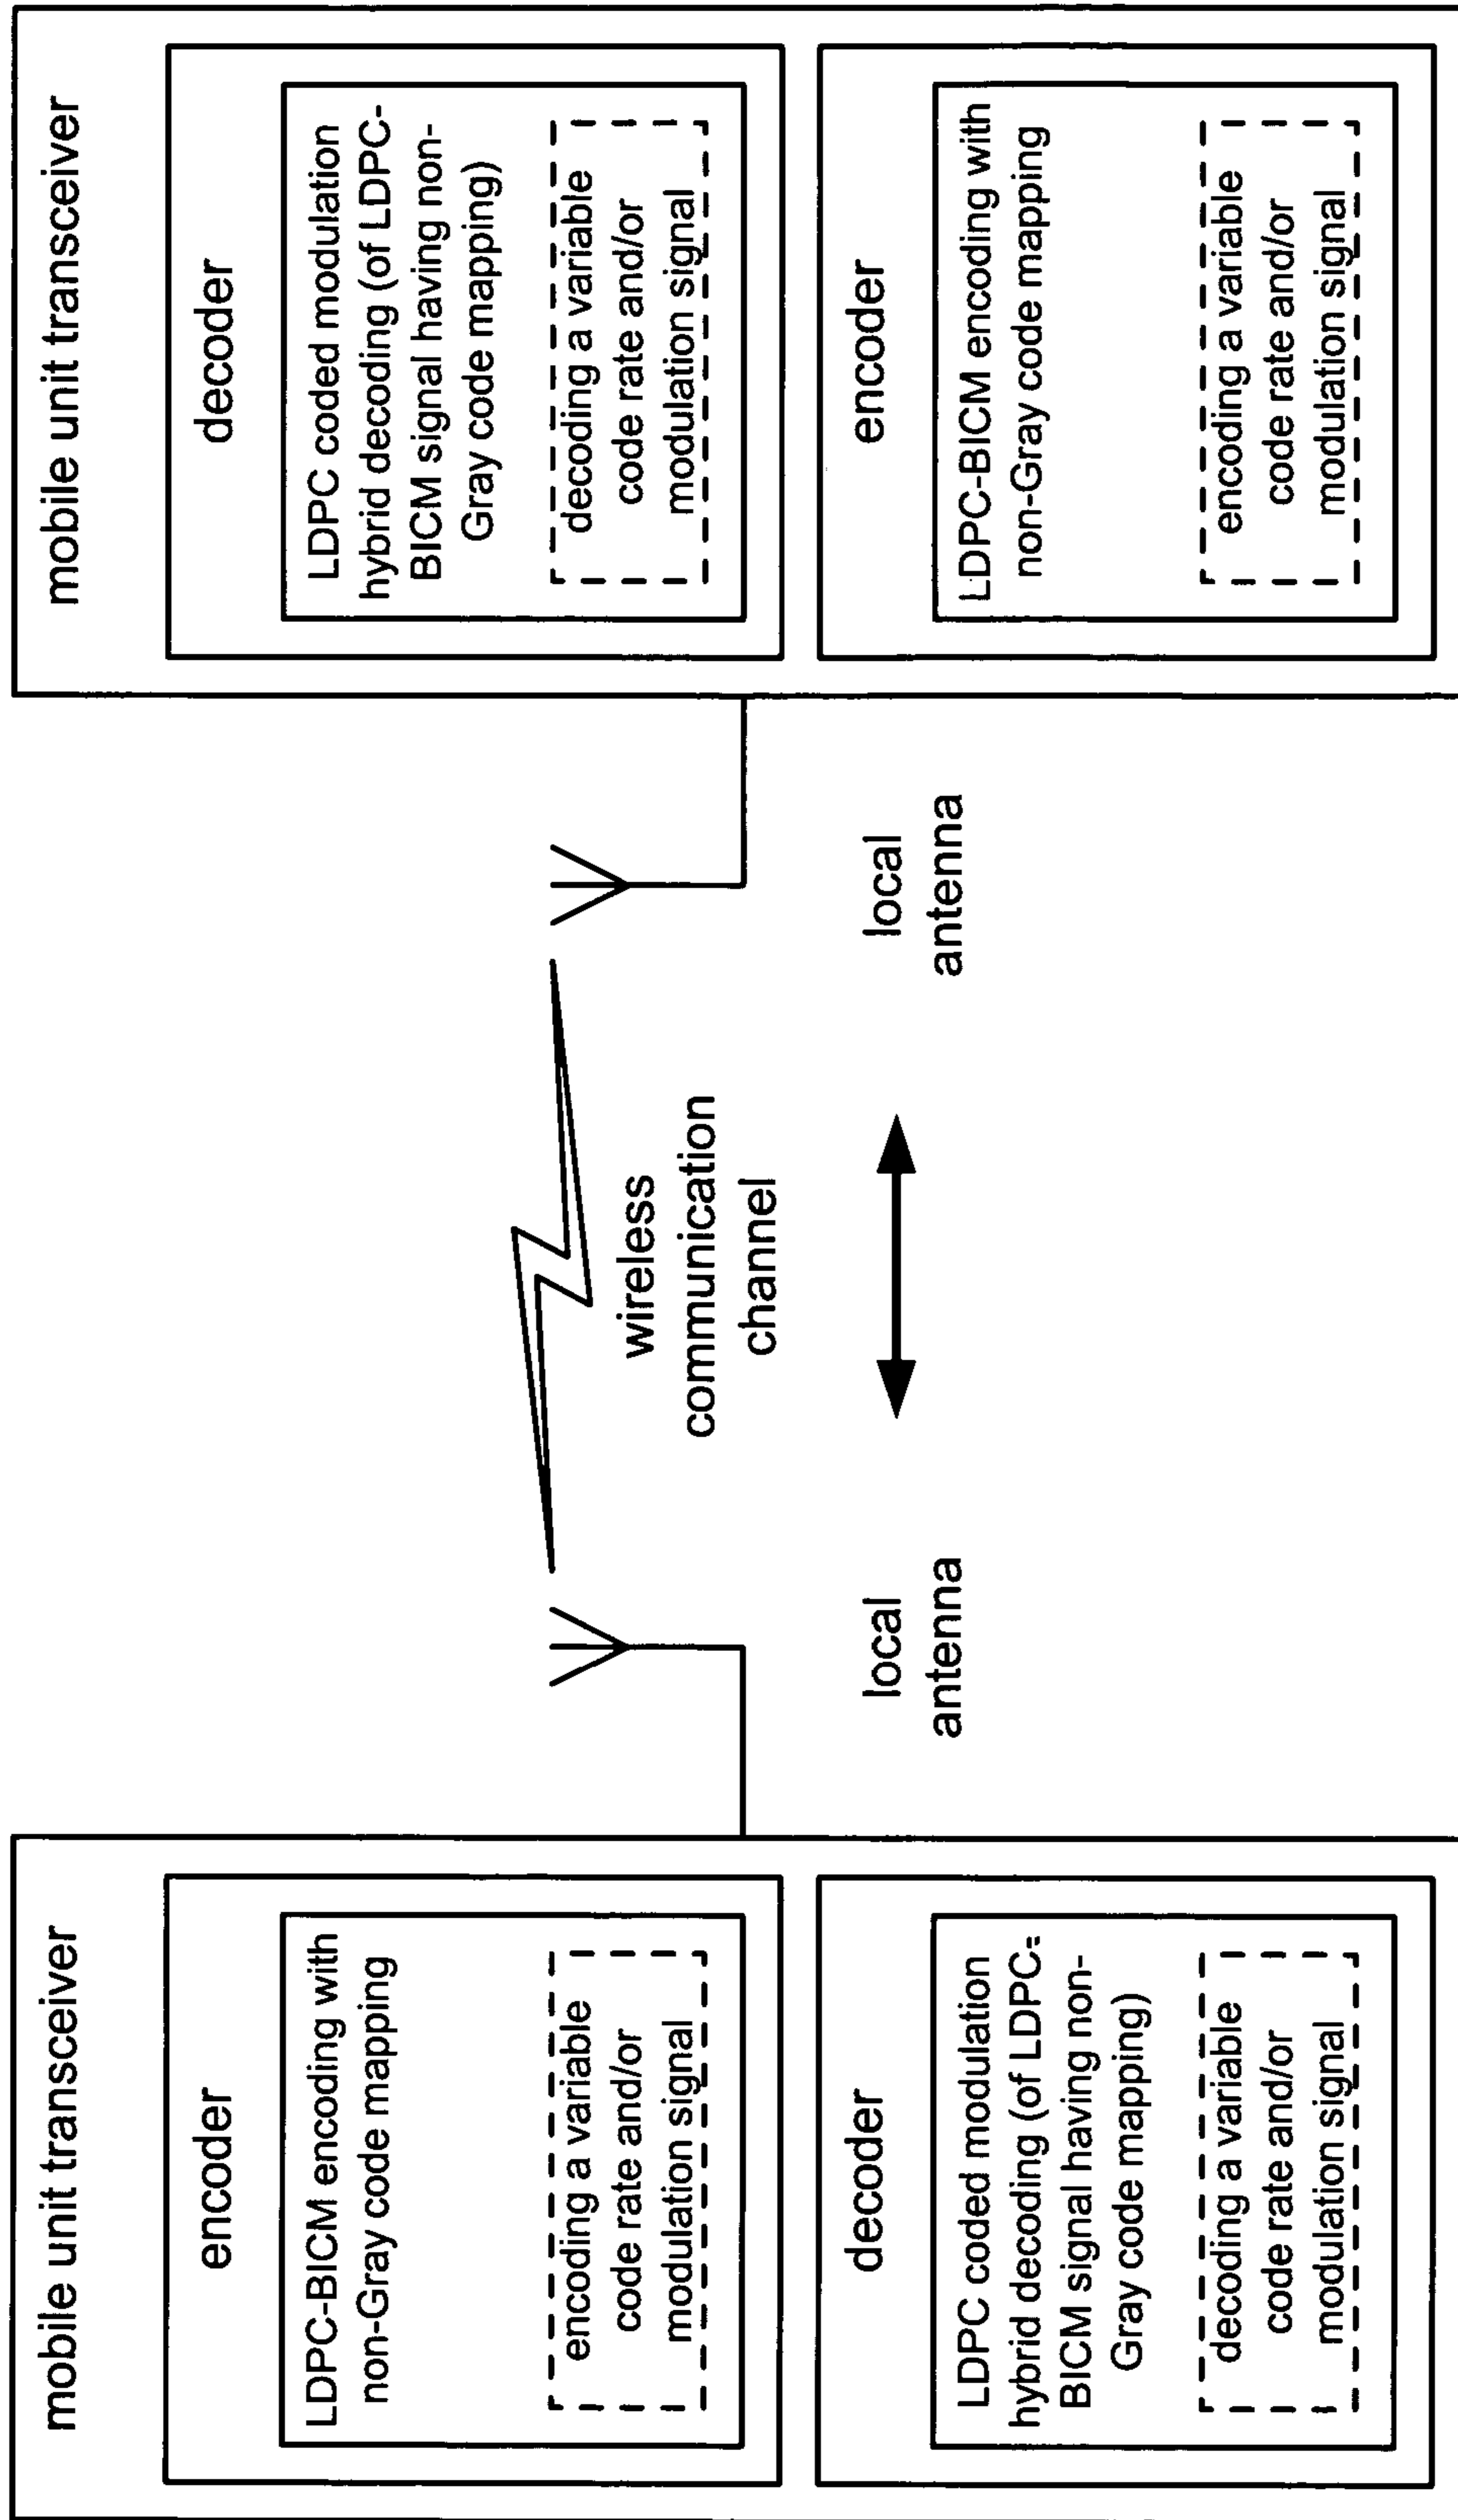 mobile unit transceiver
encoder
LDPC-BICM encoding with
non-Gray code mapping
encoding a variable
code rate and/or
modulation signal
decoder
LDPC coded modulation
hybrid decoding (of LDPC-
BICM signal having non-
Gray code mapping)
decoding a variable
code rate and/or
modulation signal
local
antenna
wireless
communication
channel
local
antenna
mobile unit transceiver
decoder
LDPC coded modulation
hybrid decoding (of LDPC-
BICM signal having non-
Gray code mapping)
decoding a variable
code rate and/or
modulation signal
encoder
LDPC-BICM encoding with
non-Gray code mapping
encoding a variable
code rate and/or
modulation signal